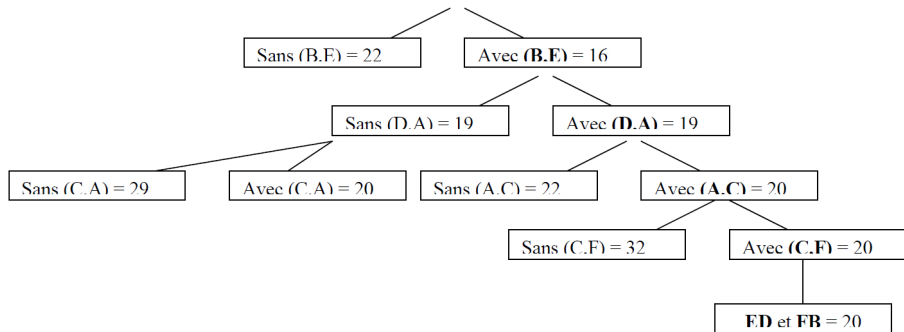 Sans (B,E) = 22
Avec (B,E) = 16
Sans (D,A) = 19
Avec (D,A) = 19
Sans (C,A) = 29
Avec (C,A) = 20
Sans (A,C) = 22
Avec (A,C) = 20
Sans (C,F) = 32
Avec (C,F) = 20
ED et FB = 20